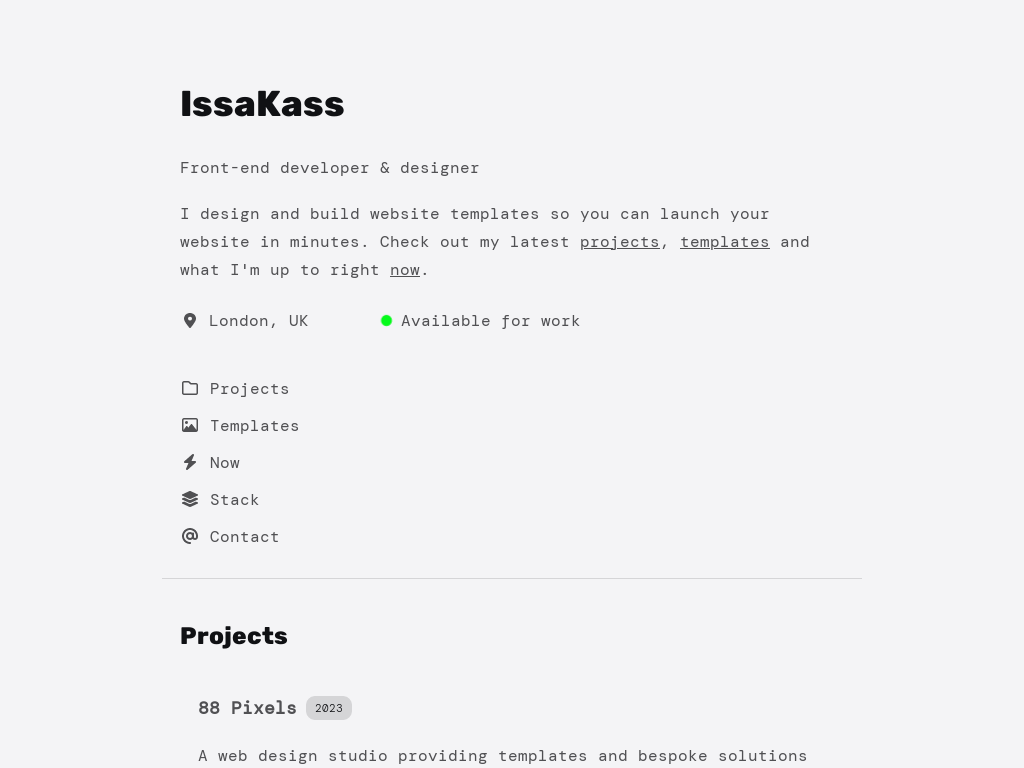 IssaKass
Front-end developer & designer
I design and build website templates so you can launch your
website in minutes. Check out my latest projects, templates and
what I'm up to right now.
London, UK
Available for work
Projects
Templates
Now
Stack
Contact
Projects
88 Pixels 2023
A web design studio providing templates and bespoke solutions